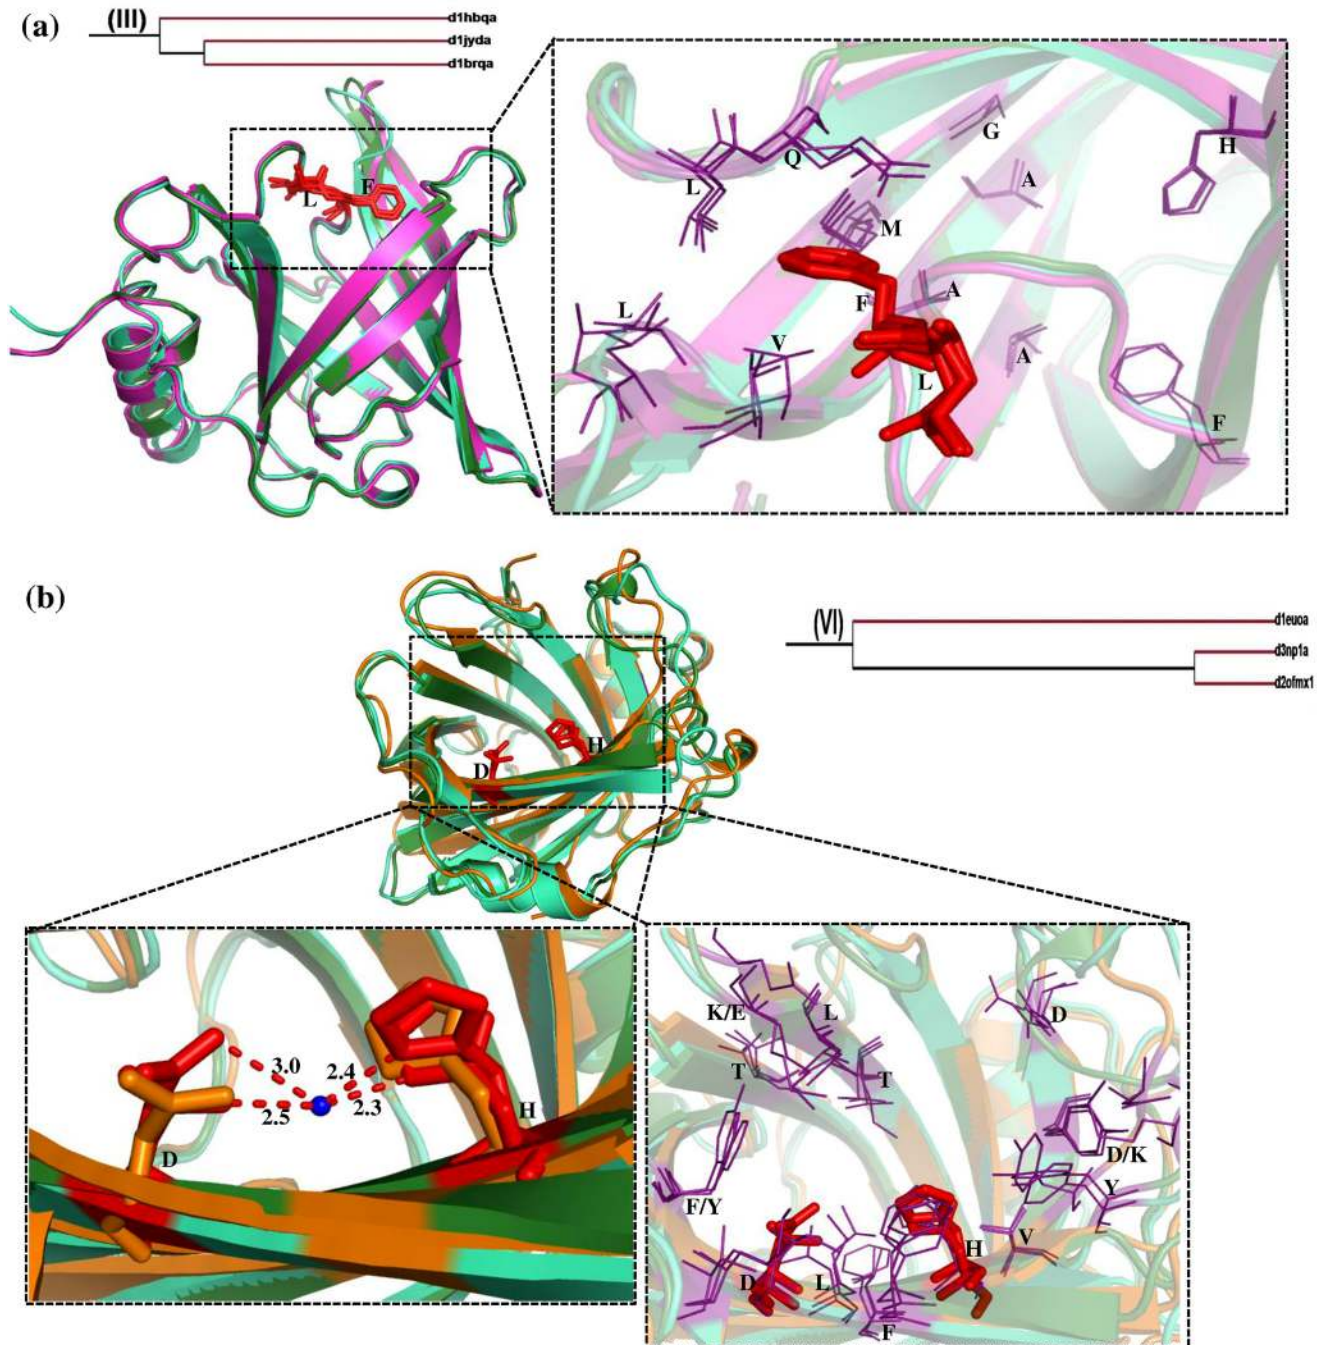 (a)
(III)
d1hbqa
d1jyda
d1brqa
F
L
G
Q
H
L
A
M
F
A
L
V
A
L
F
(b)
(VI)
d1euoa
d3np1a
d2ofmx1
H
D
3.0
2.4
2.5
2.3
H
D
K/E
L
D
T
T
D/K
F/Y
Y
V
H
D
L
F